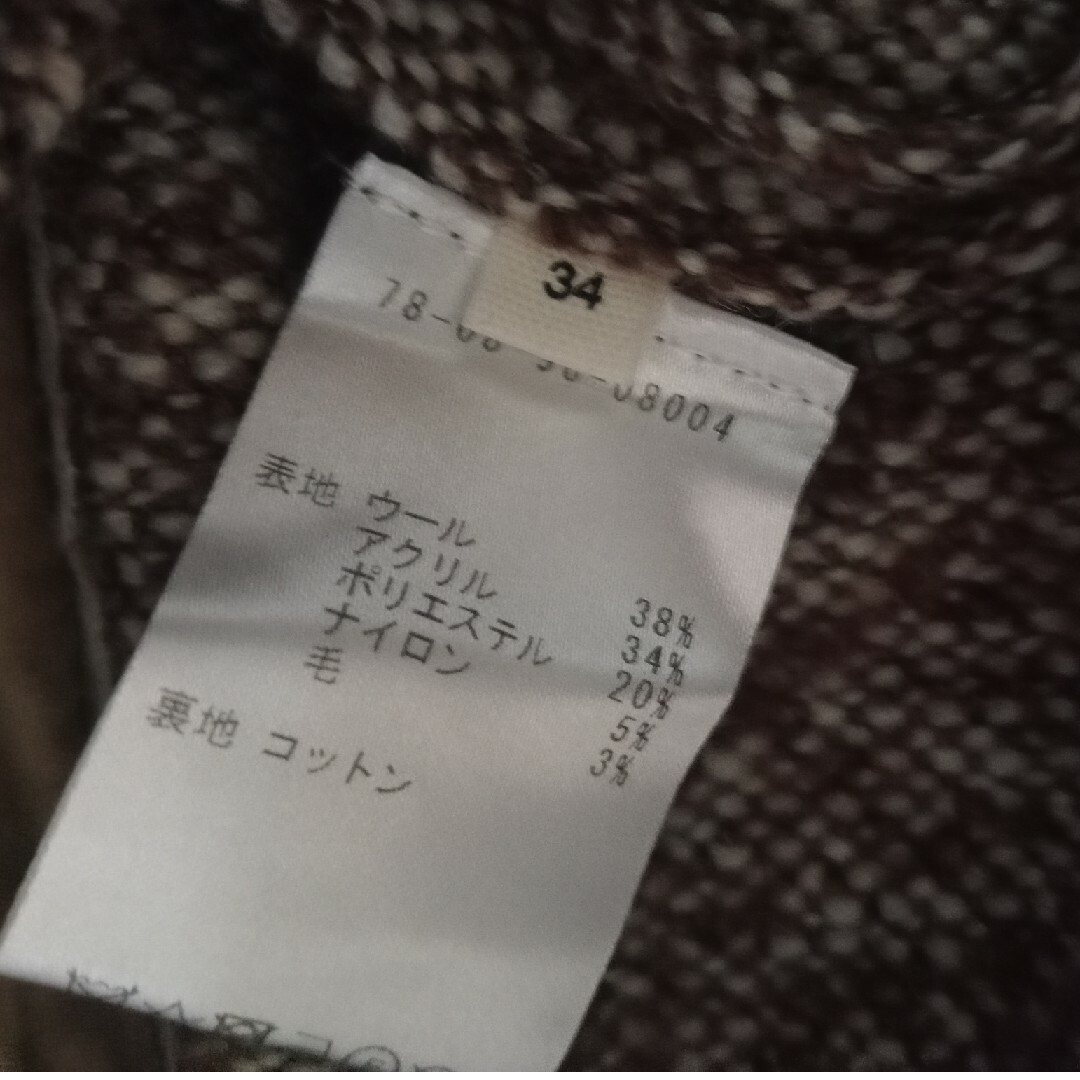 34
78-08 38-08004
表地 ウール 38%
アクリル 34%
ポリエステル 20%
ナイロン 5%
毛 3%
裏地 コットン